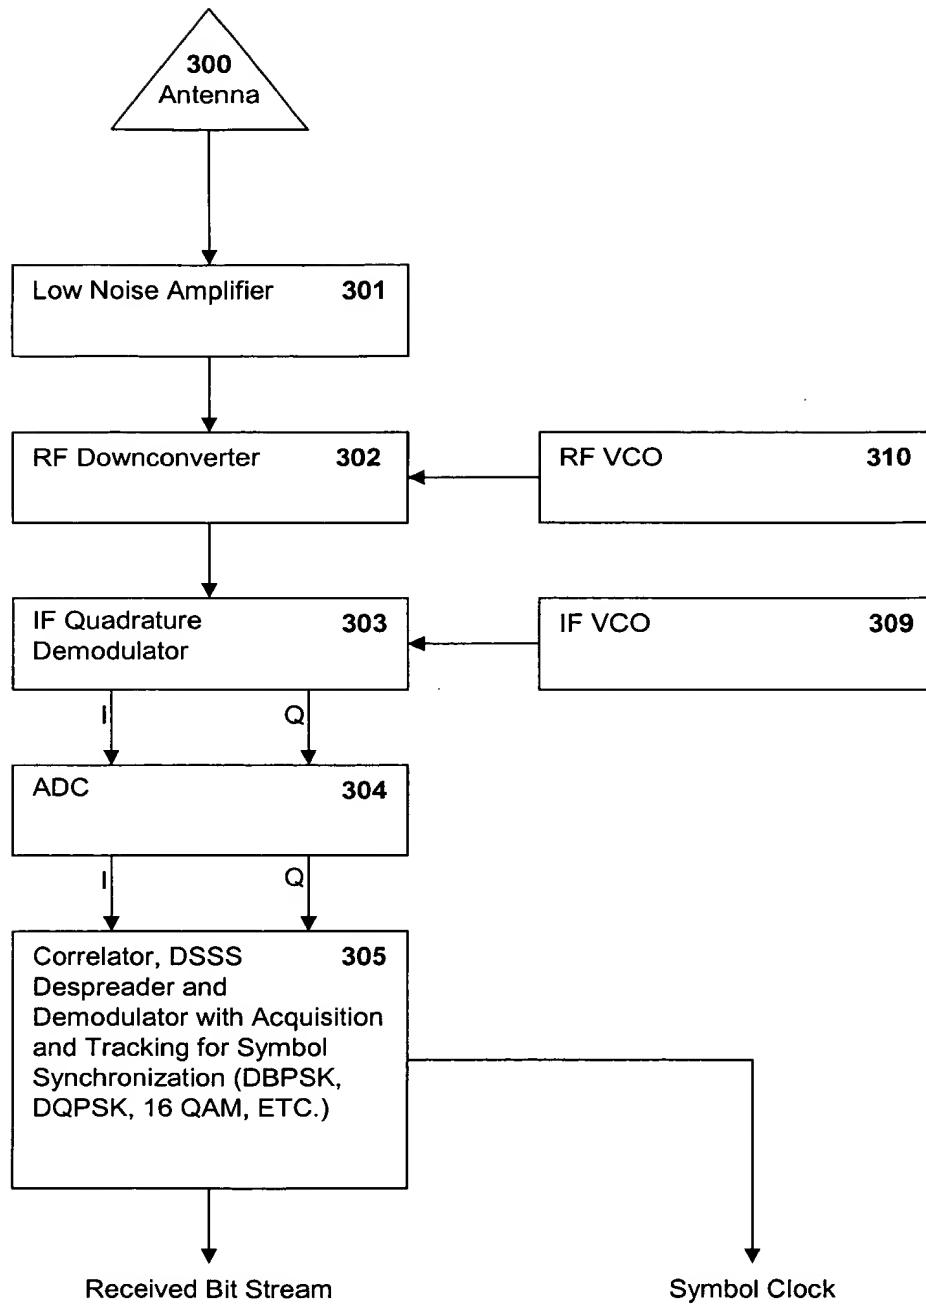 300
Antenna
Low Noise Amplifier 301
RF Downconverter 302
RF VCO 310
IF Quadrature 303
Demodulator
IF VCO 309
I Q
ADC 304
I Q
Correlator, DSSS 305
Despreader and
Demodulator with Acquisition
and Tracking for Symbol
Synchronization (DBPSK,
DQPSK, 16 QAM, ETC.)
Received Bit Stream
Symbol Clock